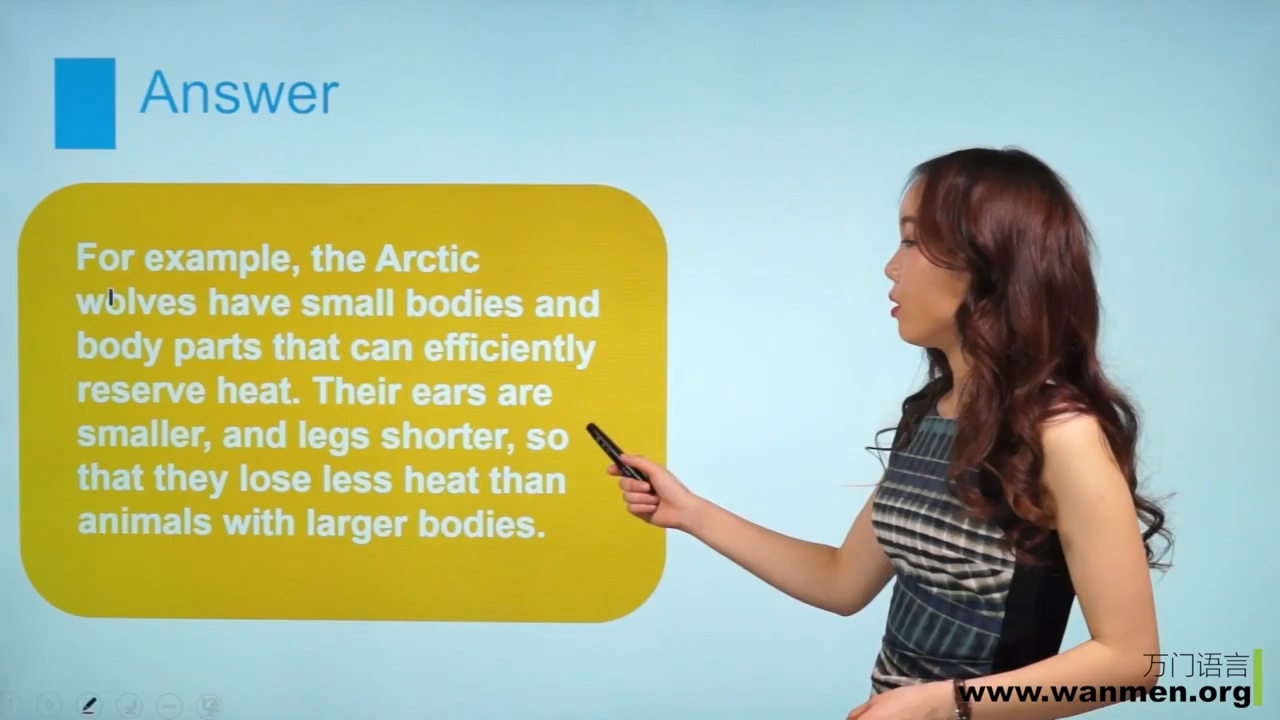 Answer
For example, the Arctic
wolves have small bodies and
body parts that can efficiently
reserve heat. Their ears are
smaller, and legs shorter, so
that they lose less heat than
animals with larger bodies.
万门语言
www.wanmen.org